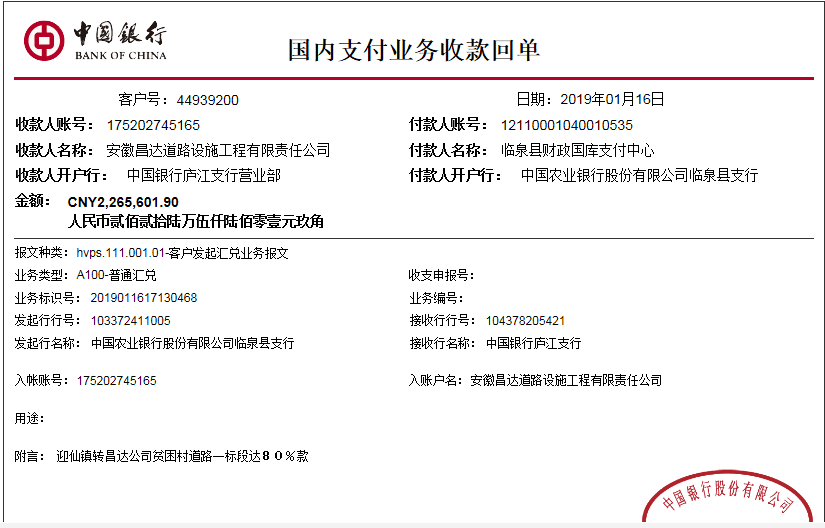 中国银行
BANK OF CHINA
国内支付业务收款回单
客户号：44939200 日期：2019年01月16日
收款人账号：175202745165 付款人账号：12110001040010535
收款人名称：安徽昌达道路设施工程有限责任公司 付款人名称：临泉县财政国库支付中心
收款人开户行：中国银行庐江支行营业部 付款人开户行：中国农业银行股份有限公司临泉县支行
金额：CNY2,265,601.90
人民币贰佰贰拾陆万伍仟陆佰零壹元玖角
报文种类：hvps.111.001.01-客户发起汇兑业务报文
业务类型：A100-普通汇兑 收支申报号：
业务标识号：2019011617130468 业务编号：
发起行行号：103372411005 接收行行号：104378205421
发起行名称：中国农业银行股份有限公司临泉县支行 接收行名称：中国银行庐江支行
入帐账号：175202745165 入账户名：安徽昌达道路设施工程有限责任公司
用途：
附言：迎仙镇转昌达公司贫困村道路一标段达８０％款
中国银行股份有限公司